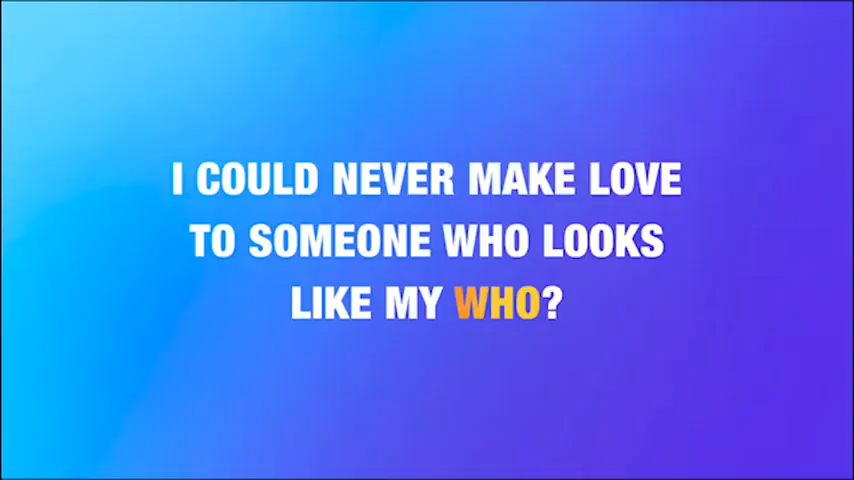 I COULD NEVER MAKE LOVE
TO SOMEONE WHO LOOKS
LIKE MY WHO?